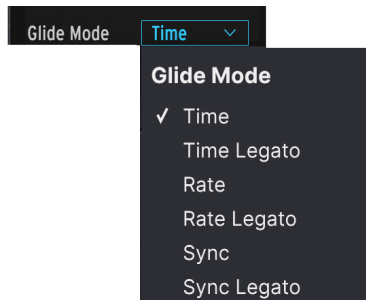 Glide Mode Time
Glide Mode
Time
Time Legato
Rate
Rate Legato
Sync
Sync Legato